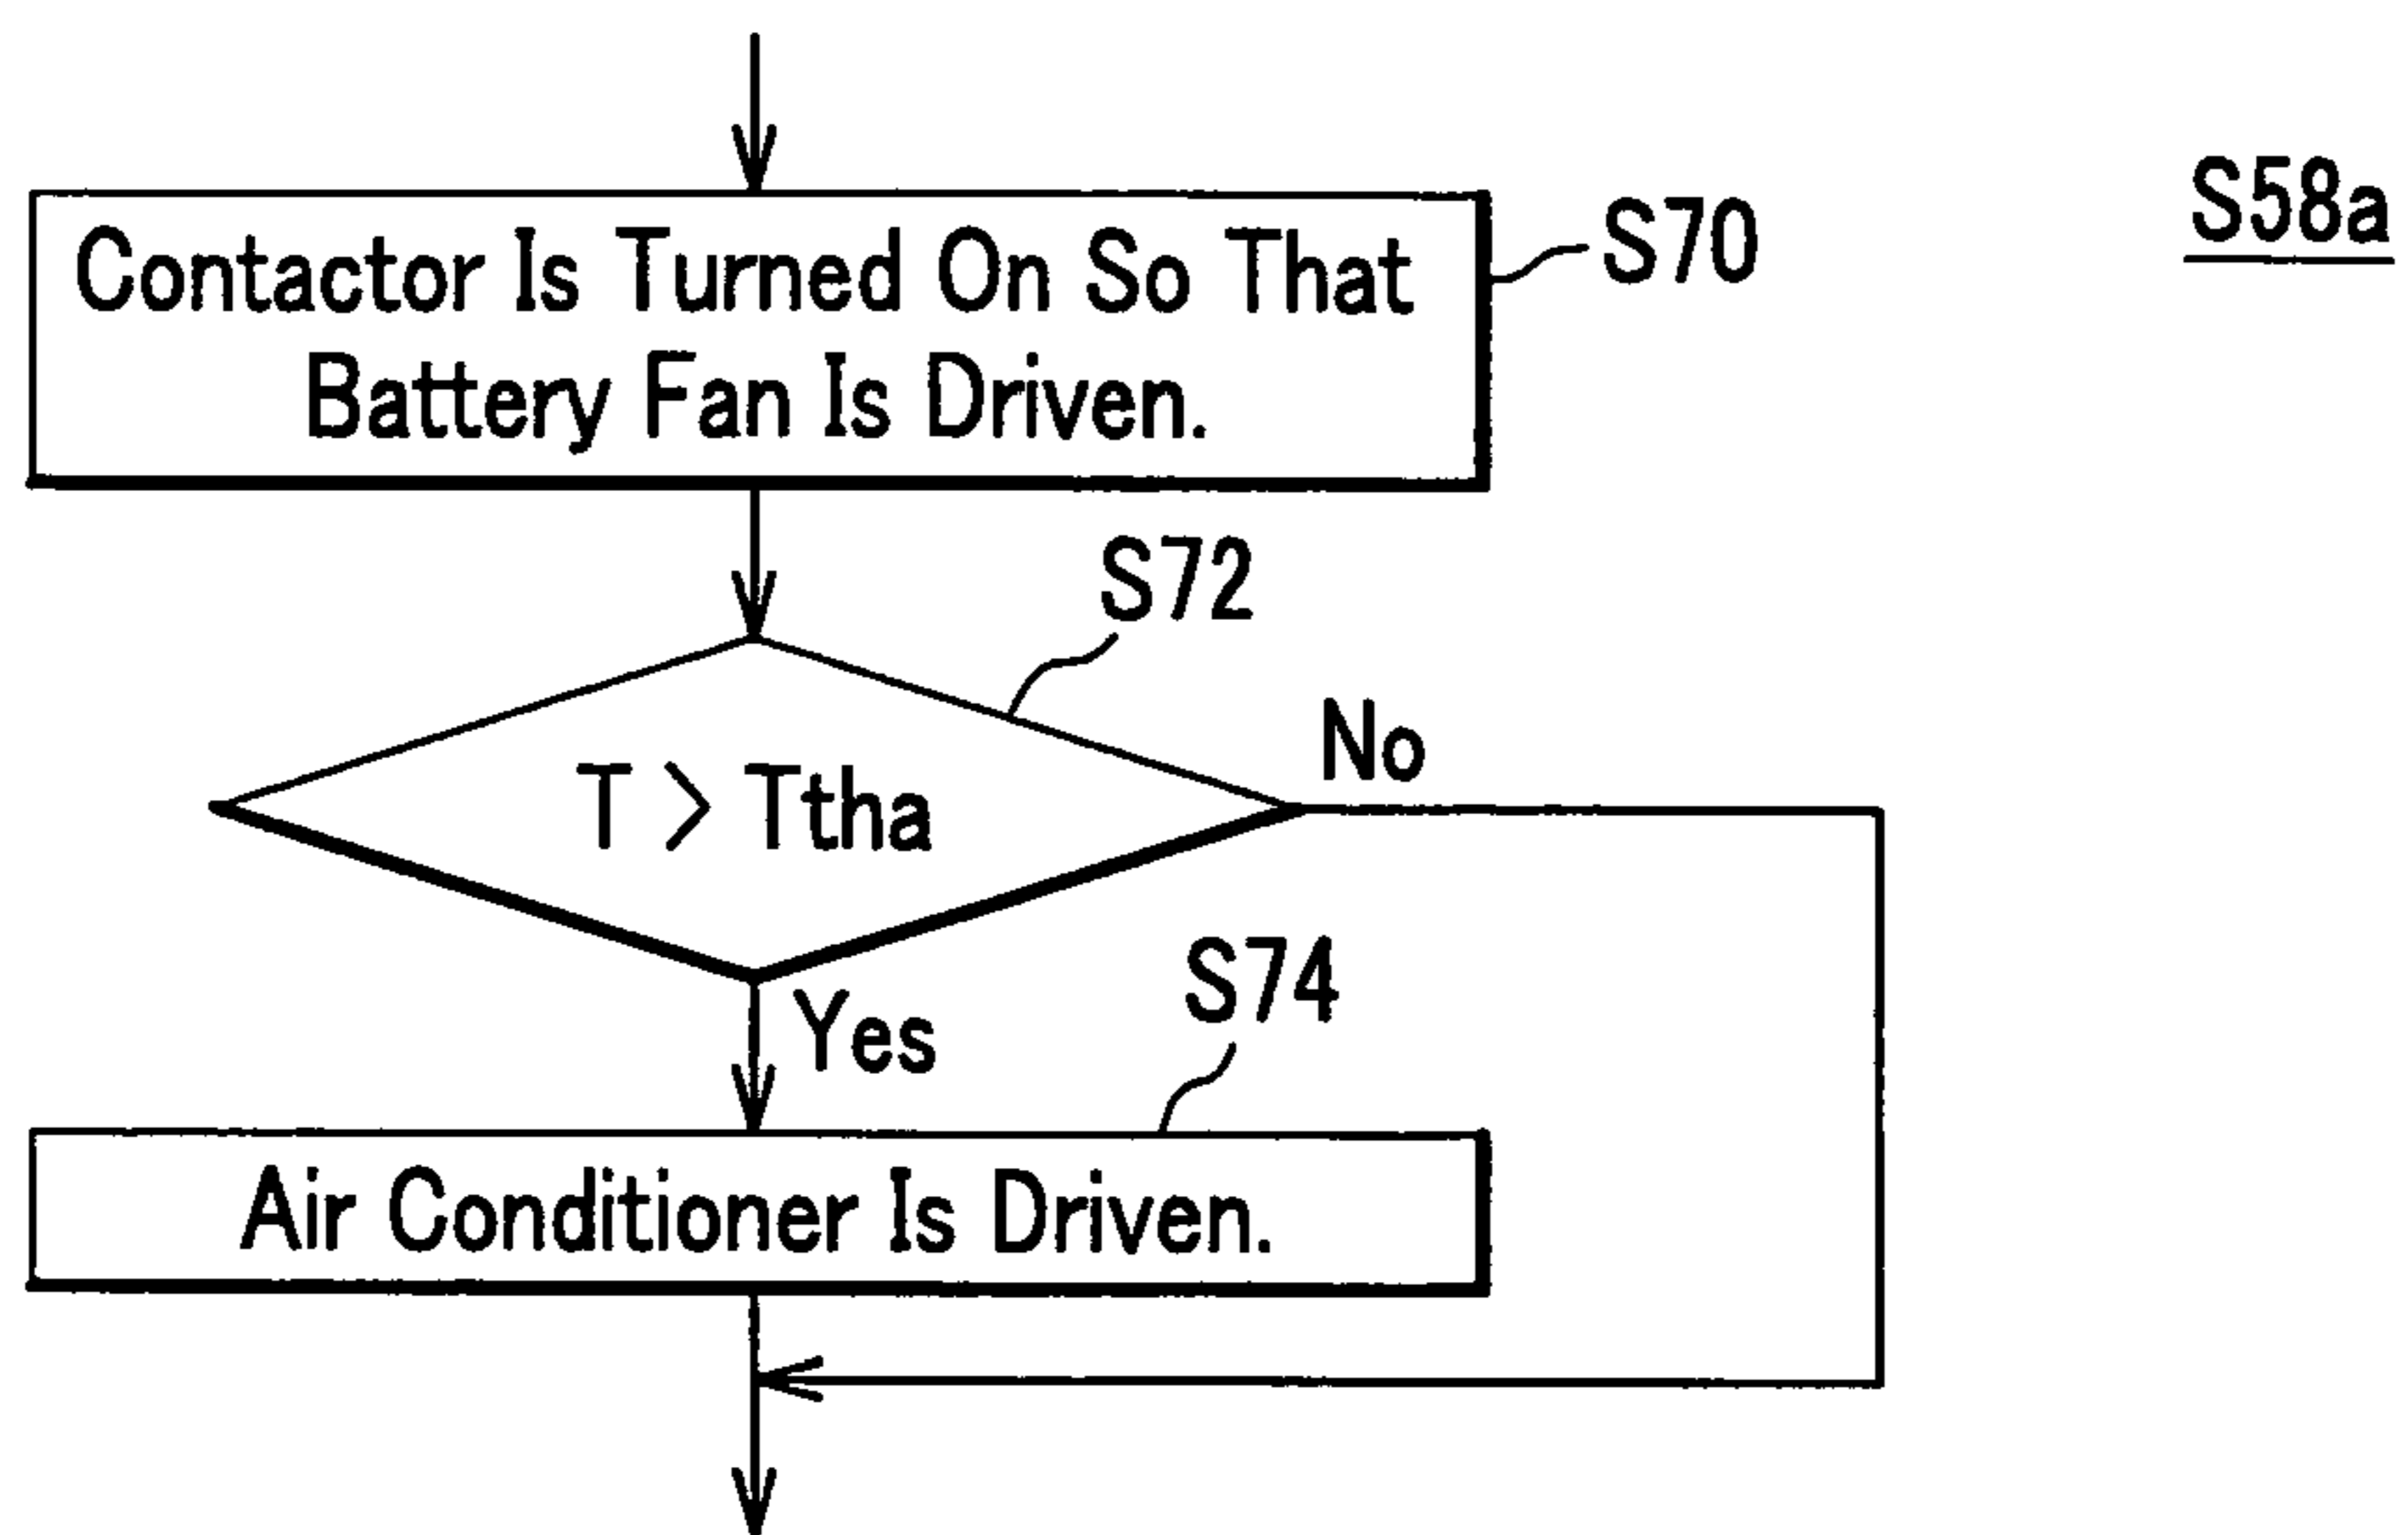 S58a
Contactor Is Turned On So That
Battery Fan Is Driven.
S70
S72
T > Ttha
No
Yes
S74
Air Conditioner Is Driven.